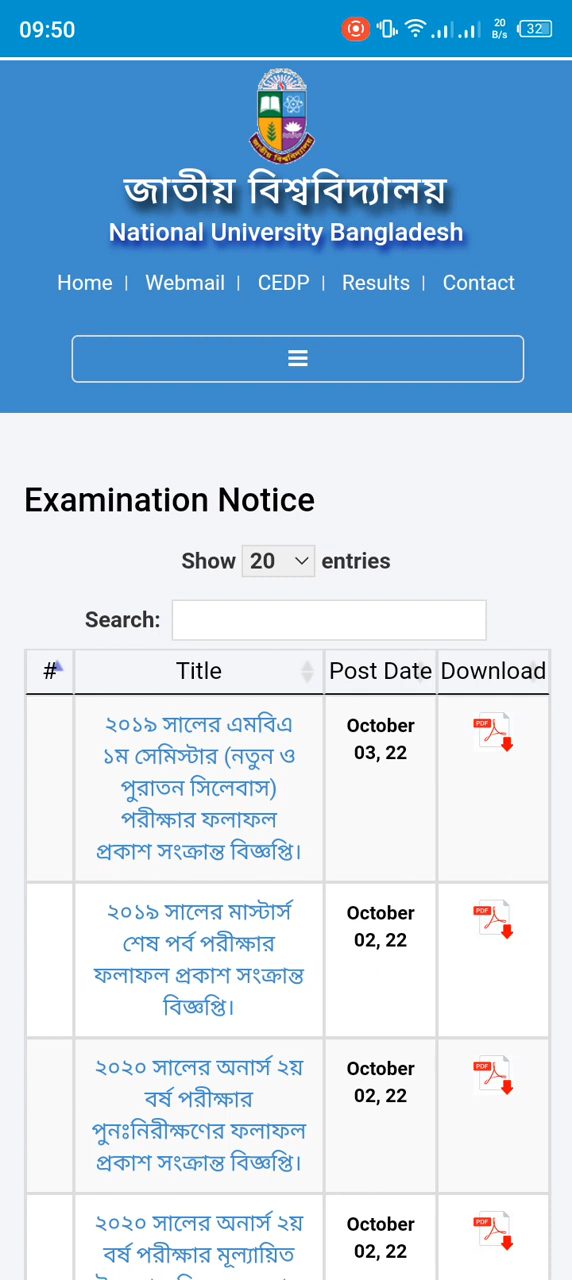 09:50
20
B/s
32
জাতীয় বিশ্ববিদ্যালয়
National University Bangladesh
Home | Webmail | CEDP | Results | Contact
Examination Notice
Show 20 entries
Search:
# Title Post Date Download
২০১৯ সালের এমবিএ
১ম সেমিস্টার (নতুন ও
পুরাতন সিলেবাস)
পরীক্ষার ফলাফল
প্রকাশ সংক্রান্ত বিজ্ঞপ্তি।
October
03, 22
PDF
২০১৯ সালের মাস্টার্স
শেষ পর্ব পরীক্ষার
ফলাফল প্রকাশ সংক্রান্ত
বিজ্ঞপ্তি।
October
02, 22
PDF
২০২০ সালের অনার্স ২য়
বর্ষ পরীক্ষার
পুনঃনিরীক্ষণের ফলাফল
প্রকাশ সংক্রান্ত বিজ্ঞপ্তি।
October
02, 22
PDF
২০২০ সালের অনার্স ২য়
বর্ষ পরীক্ষার মূল্যায়িত
October
02, 22
PDF